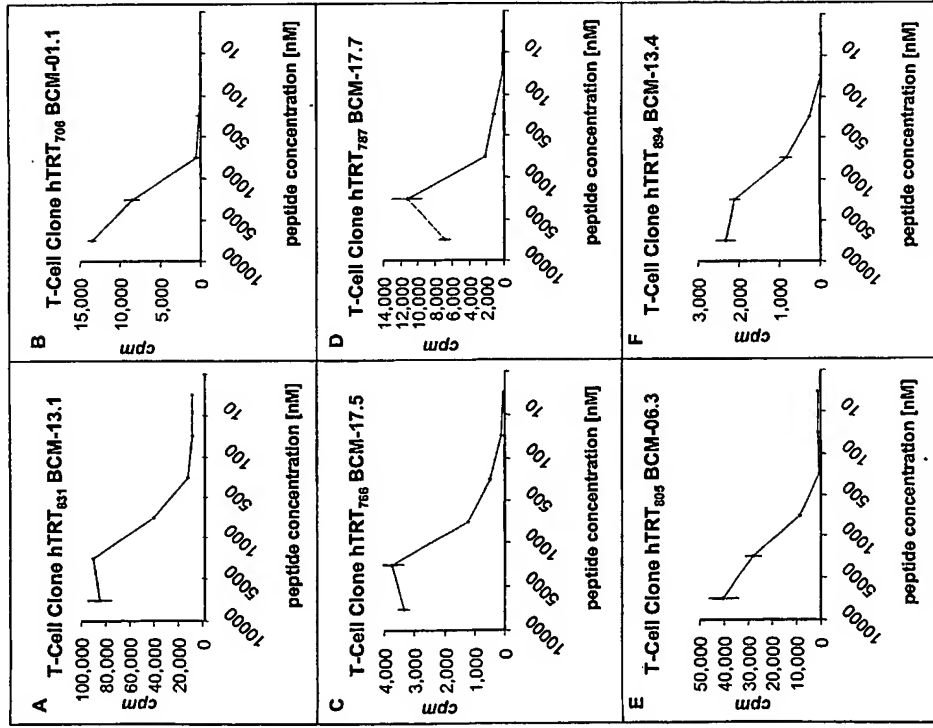 A
T-Cell Clone hTRT631 BCM-13.1
cpm
100,000
80,000
60,000
40,000
20,000
0
10000
5000
1000
500
100
10
peptide concentration [nM]
B
T-Cell Clone hTRT706 BCM-01.1
cpm
15,000
10,000
5,000
0
10000
5000
1000
500
100
10
peptide concentration [nM]
C
T-Cell Clone hTRT766 BCM-17.5
cpm
4,000
3,000
2,000
1,000
0
10000
5000
1000
500
100
10
peptide concentration [nM]
D
T-Cell Clone hTRT787 BCM-17.7
cpm
14,000
12,000
10,000
8,000
6,000
4,000
2,000
0
10000
5000
1000
500
100
10
peptide concentration [nM]
E
T-Cell Clone hTRT805 BCM-06.3
cpm
50,000
40,000
30,000
20,000
10,000
0
10000
5000
1000
500
100
10
peptide concentration [nM]
F
T-Cell Clone hTRT894 BCM-13.4
cpm
3,000
2,000
1,000
0
10000
5000
1000
500
100
10
peptide concentration [nM]